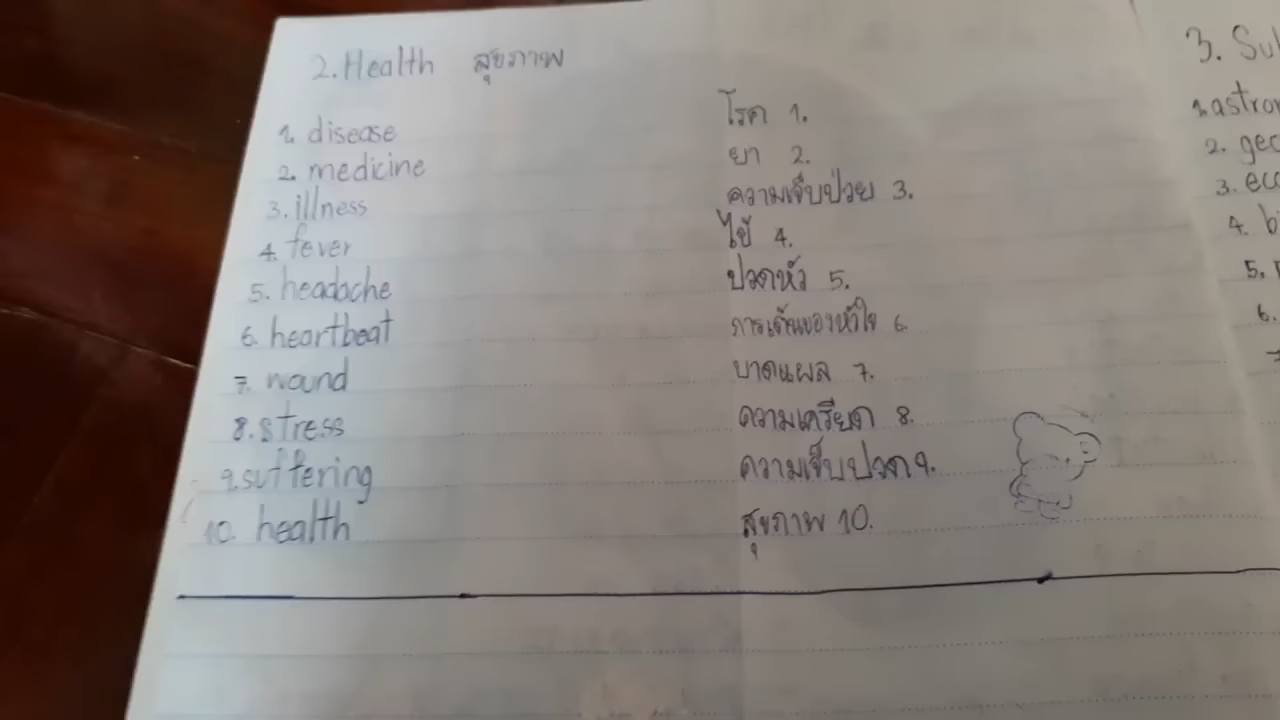 2. Health สุขภาพ
1. disease โรค 1.
2. medicine ยา 2.
3. illness ความเจ็บป่วย 3.
4. fever ไข้ 4.
5. headache ปวดหัว 5.
6. heartbeat การเต้นของหัวใจ 6.
7. wound บาดแผล 7.
8. stress ความเครียด 8.
9. suffering ความเจ็บปวด 9.
10. health สุขภาพ 10.
3.
1.
2.
3.
4.
5.
6.